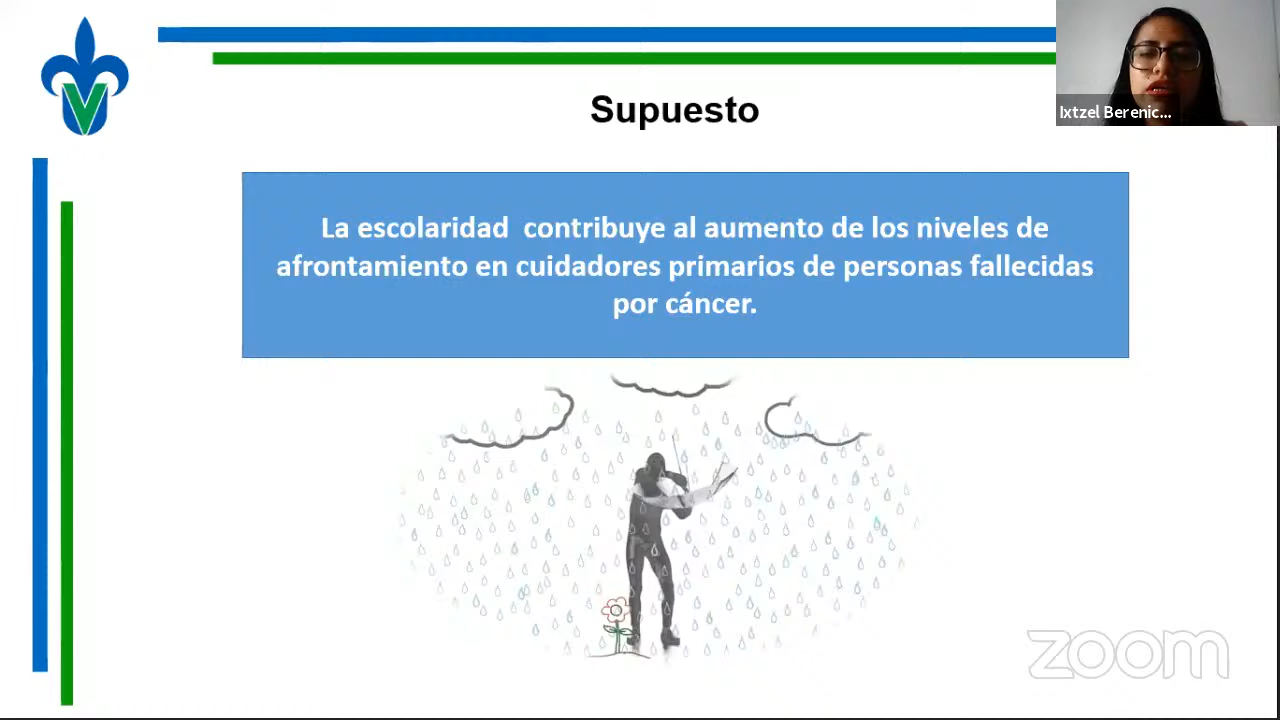 Supuesto
Ixtzel Berenic...
La escolaridad contribuye al aumento de los niveles de
afrontamiento en cuidadores primarios de personas fallecidas
por cáncer.
zoom